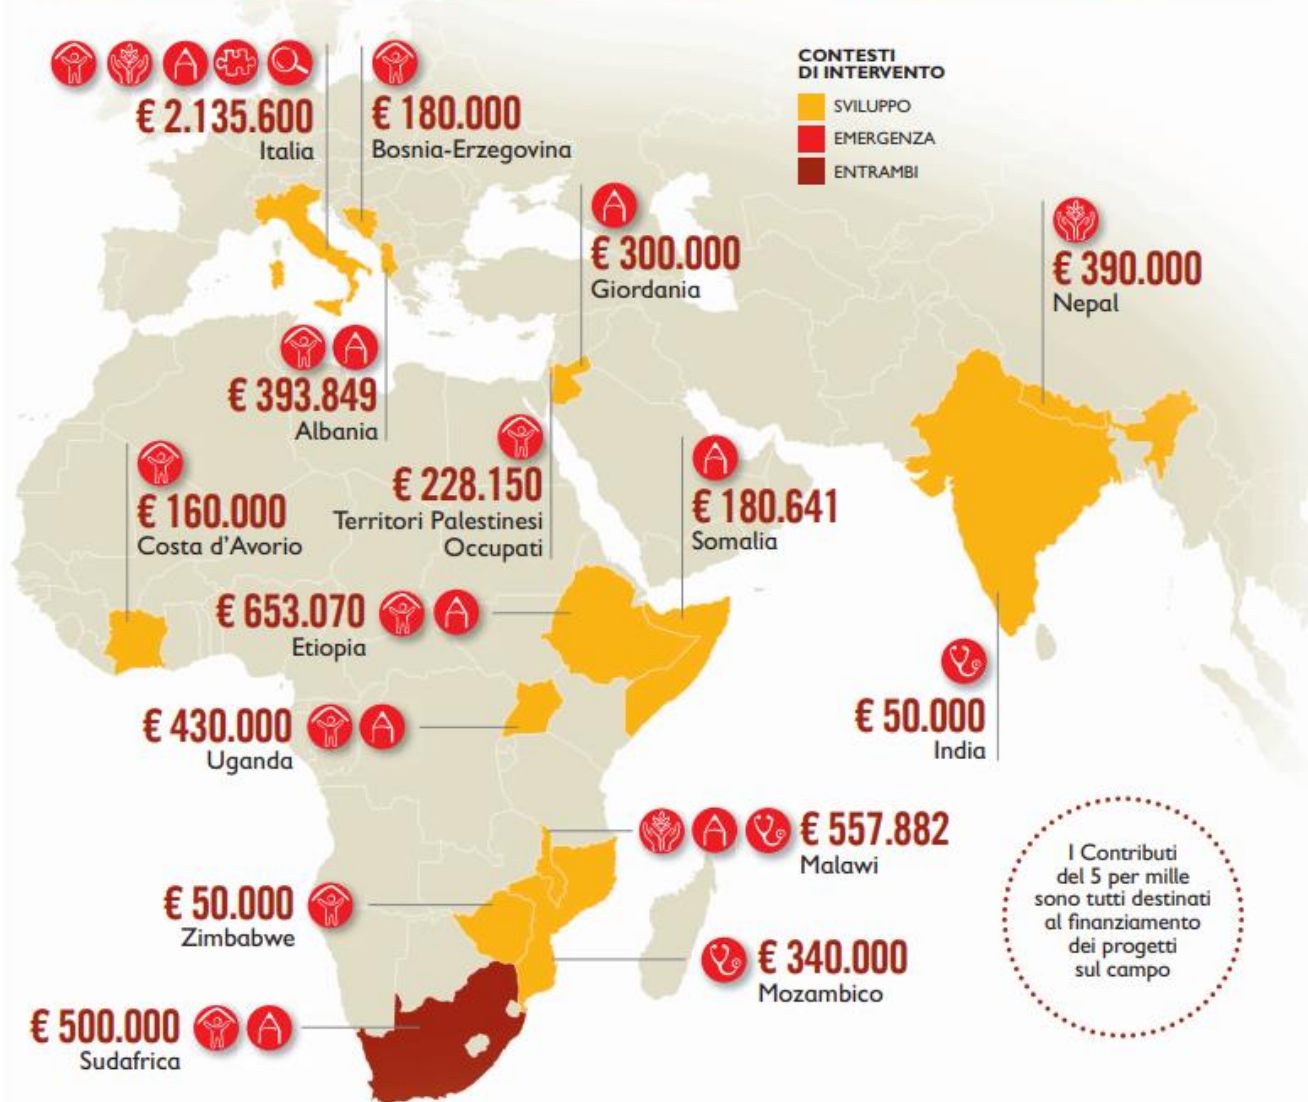 € 2.135.600
Italia
€ 180.000
Bosnia-Erzegovina
CONTESTI
DI INTERVENTO
SVILUPPO
EMERGENZA
ENTRAMBI
€ 300.000
Giordania
€ 390.000
Nepal
€ 393.849
Albania
€ 160.000
Costa d'Avorio
€ 228.150
Territori Palestinesi
Occupati
€ 180.641
Somalia
€ 653.070
Etiopia
€ 430.000
Uganda
€ 50.000
India
€ 557.882
Malawi
€ 50.000
Zimbabwe
€ 340.000
Mozambico
€ 500.000
Sudafrica
I Contributi
del 5 per mille
sono tutti destinati
al finanziamento
dei progetti
sul campo